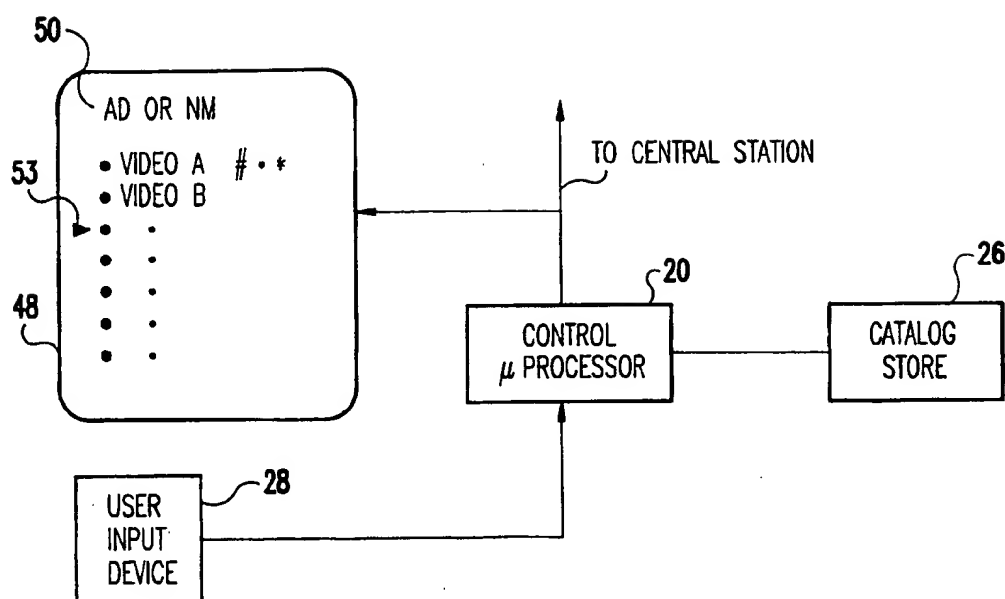 50
AD OR NM
• VIDEO A # • *
• VIDEO B
53
48
TO CENTRAL STATION
20
CONTROL
μ PROCESSOR
26
CATALOG
STORE
28
USER
INPUT
DEVICE